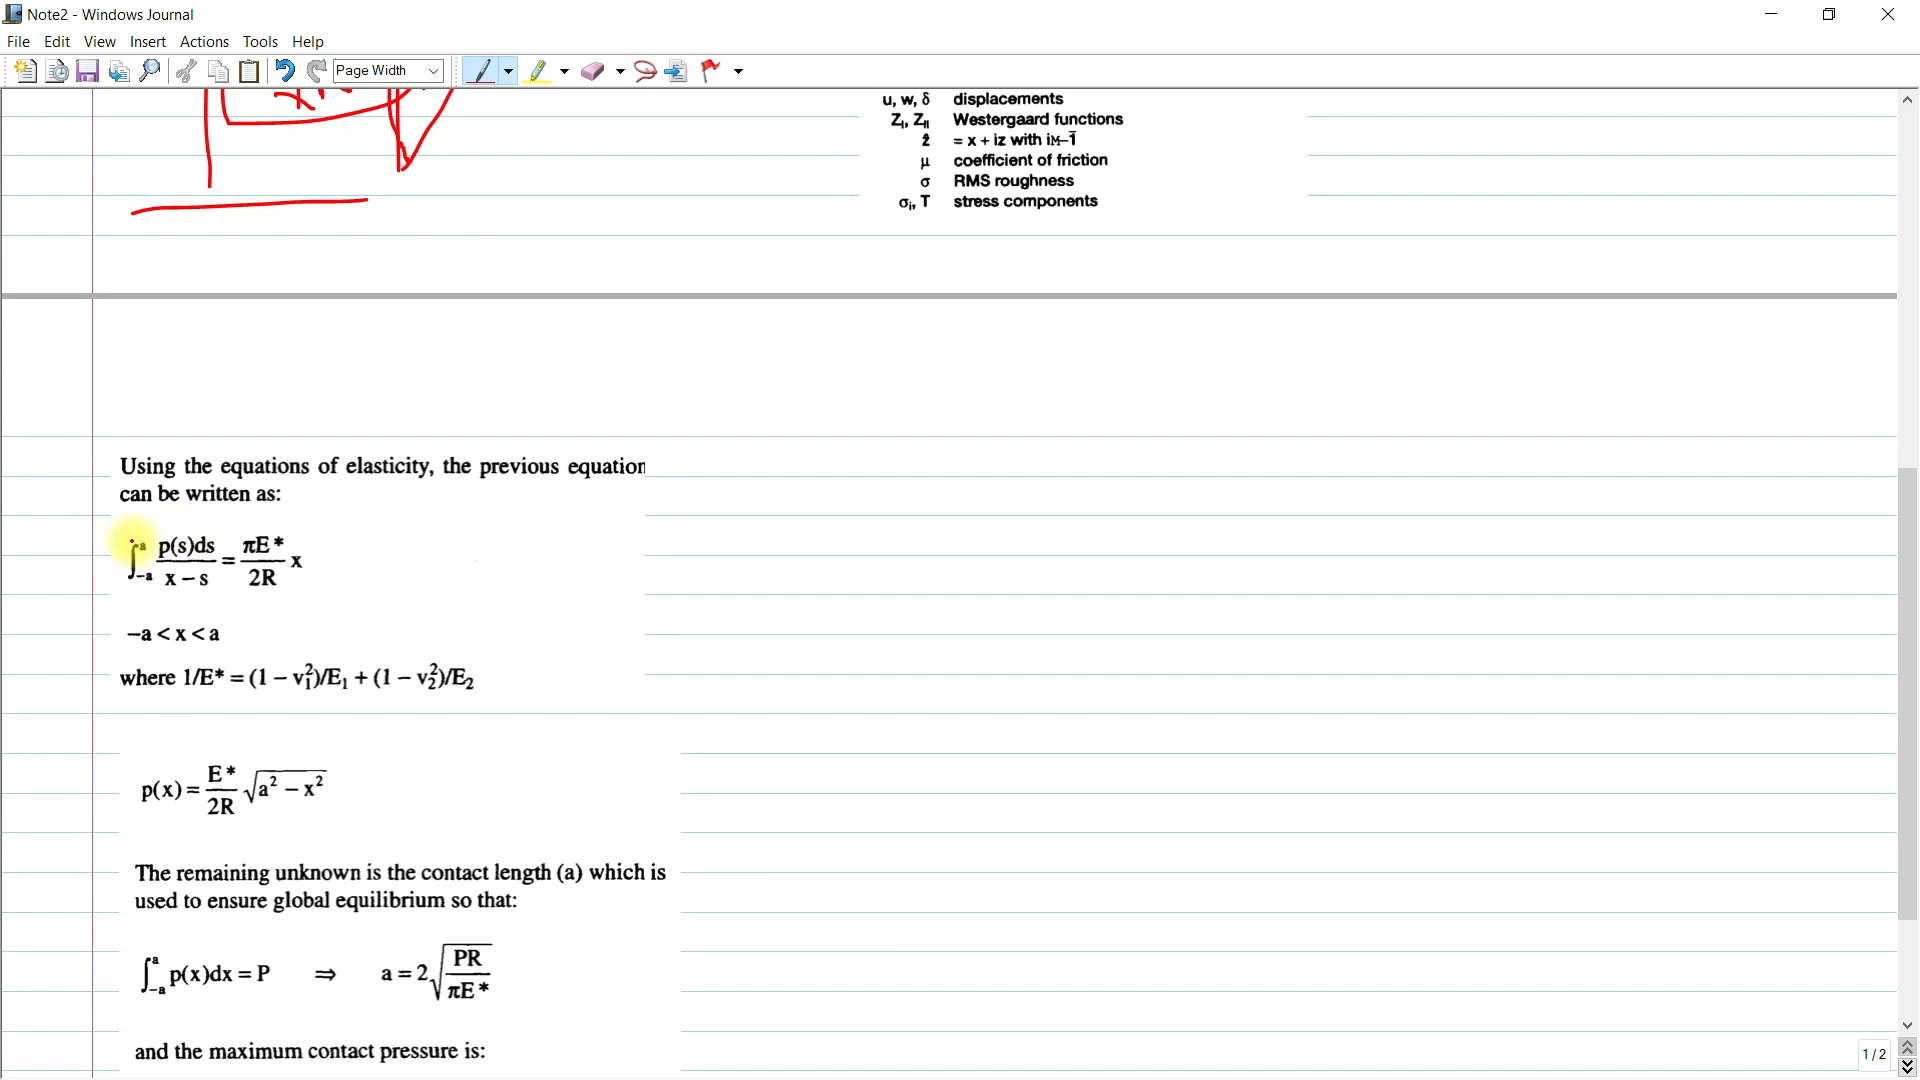 Note2 - Windows Journal
File Edit View Insert Actions Tools Help
Page Width
u, w, δ displacements
Z_I, Z_II Westergaard functions
ẑ = x + iz with i
μ coefficient of friction
σ RMS roughness
σ_i, T stress components
Using the equations of elasticity, the previous equation
can be written as:
∫_{-a}^{a} p(s)ds / (x – s) = (πE* / 2R) x
–a < x < a
where 1/E* = (1 – v₁²)/E₁ + (1 – v₂²)/E₂
p(x) = (E* / 2R) √(a² – x²)
The remaining unknown is the contact length (a) which is
used to ensure global equilibrium so that:
∫_{-a}^{a} p(x)dx = P ⇒ a = 2√(PR / πE*)
and the maximum contact pressure is:
1 / 2